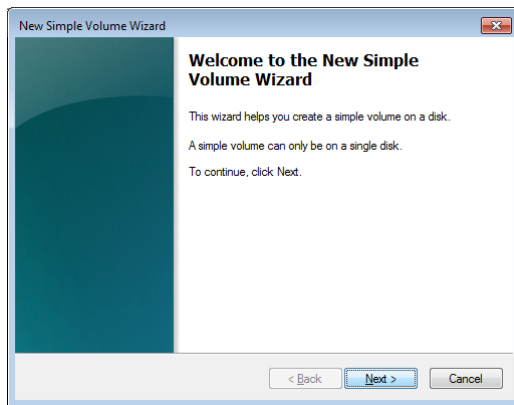 New Simple Volume Wizard
Welcome to the New Simple
Volume Wizard
This wizard helps you create a simple volume on a disk.
A simple volume can only be on a single disk.
To continue, click Next.
< Back Next > Cancel